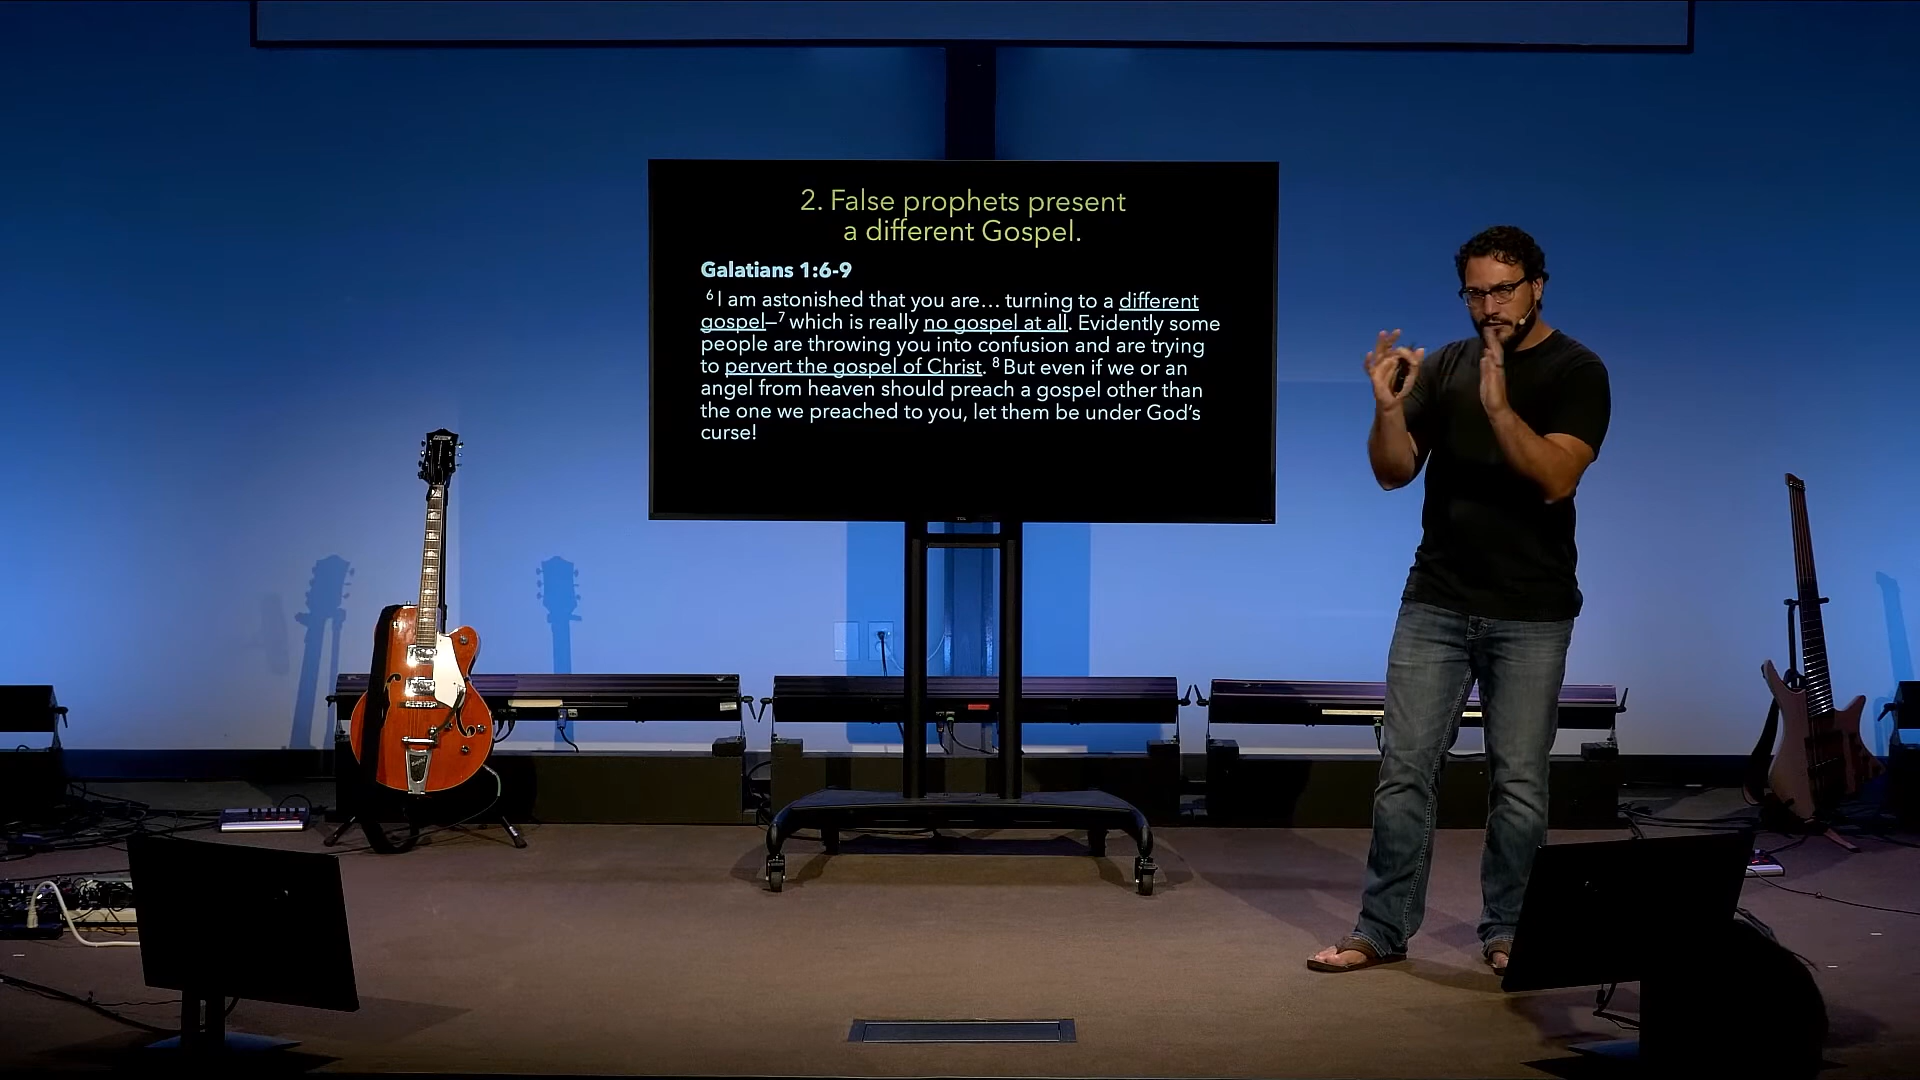 2. False prophets present
a different Gospel.
Galatians 1:6-9
6 I am astonished that you are... turning to a different
gospel—7 which is really no gospel at all. Evidently some
people are throwing you into confusion and are trying
to pervert the gospel of Christ. 8 But even if we or an
angel from heaven should preach a gospel other than
the one we preached to you, let them be under God's
curse!
TCL